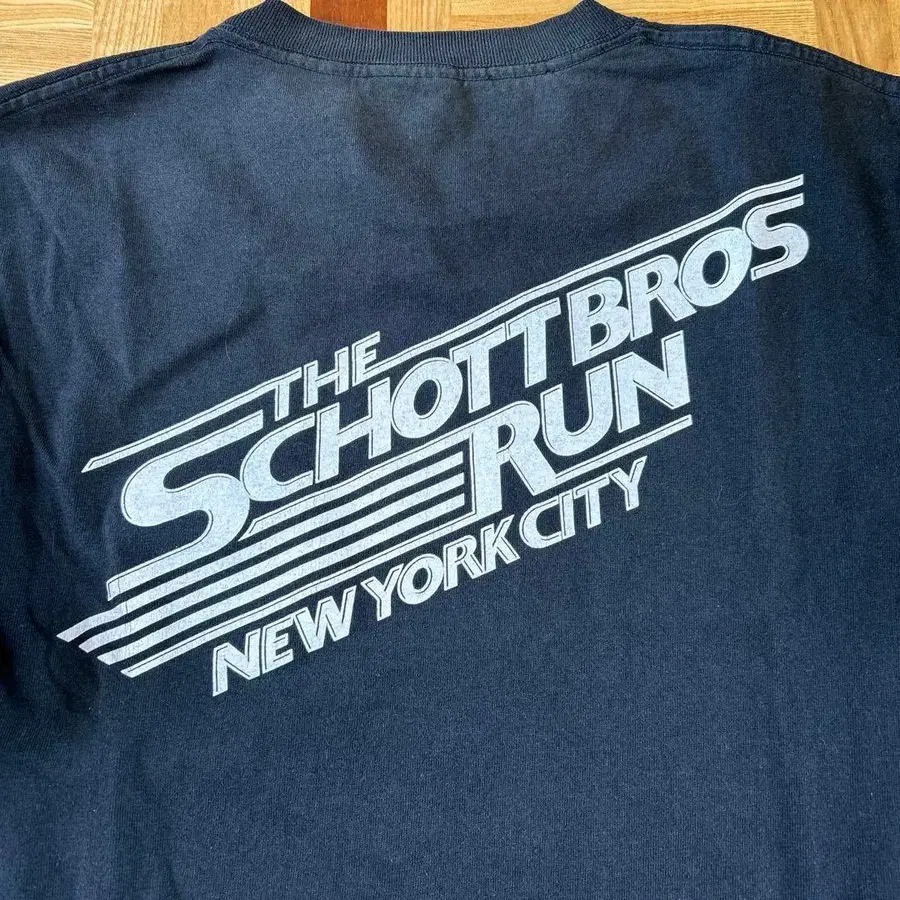 THE
SCHOTT BROS
RUN
NEW YORK CITY